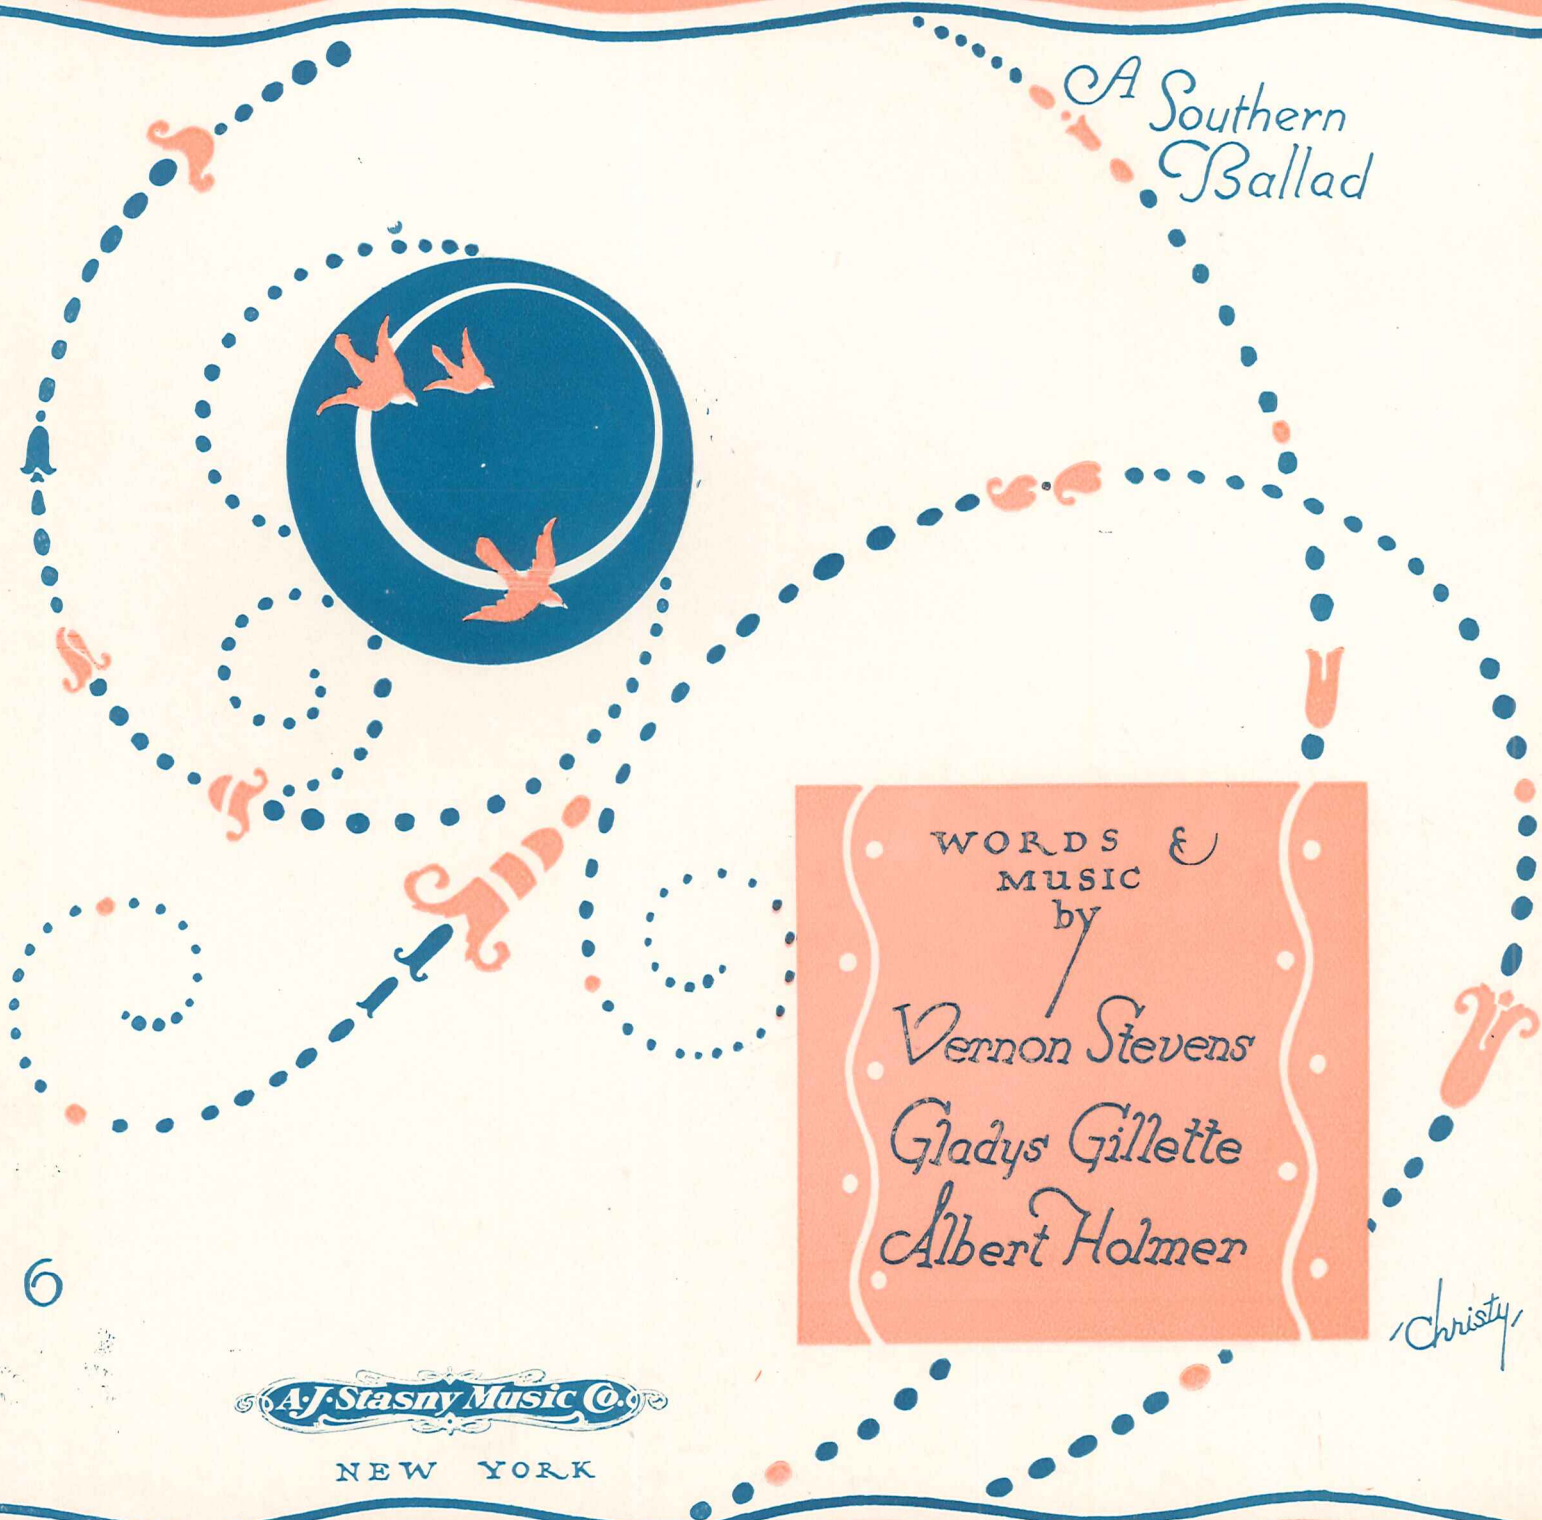 A Southern
Ballad
WORDS &
MUSIC
by
Vernon Stevens
Gladys Gillette
Albert Holmer
6
Christy
A·J·Stasny Music Co.
NEW YORK